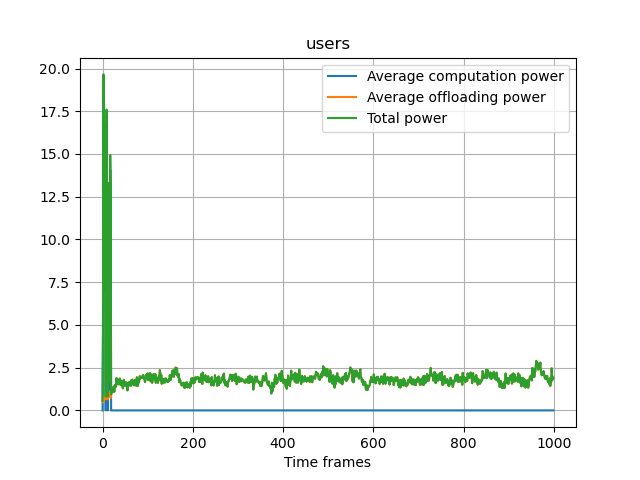 users
Average computation power
Average offloading power
Total power
20.0
17.5
15.0
12.5
10.0
7.5
5.0
2.5
0.0
0 200 400 600 800 1000
Time frames